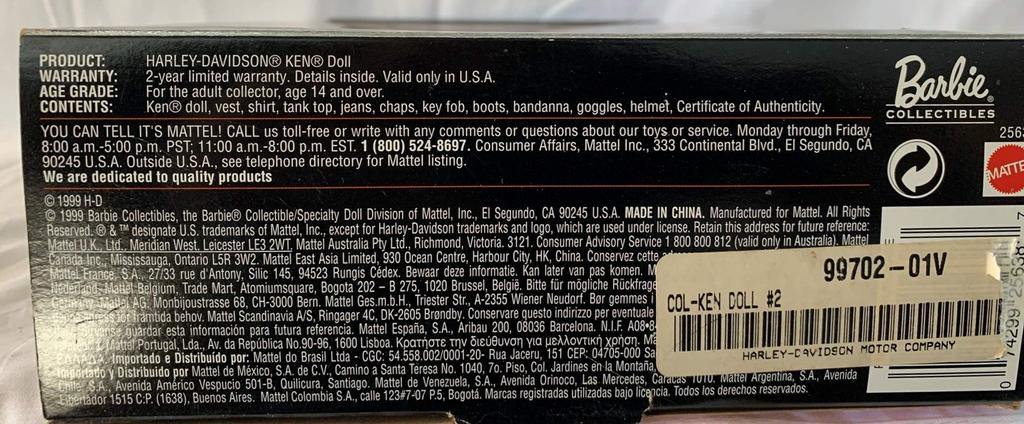 PRODUCT: HARLEY-DAVIDSON® KEN® Doll
WARRANTY: 2-year limited warranty. Details inside. Valid only in U.S.A.
AGE GRADE: For the adult collector, age 14 and over.
CONTENTS: Ken® doll, vest, shirt, tank top, jeans, chaps, key fob, boots, bandanna, goggles, helmet, Certificate of Authenticity.
YOU CAN TELL IT'S MATTEL! CALL us toll-free or write with any comments or questions about our toys or service. Monday through Friday,
8:00 a.m.-5:00 p.m. PST; 11:00 a.m.-8:00 p.m. EST. 1 (800) 524-8697. Consumer Affairs, Mattel Inc., 333 Continental Blvd., El Segundo, CA
90245 U.S.A. Outside U.S.A., see telephone directory for Mattel listing.
We are dedicated to quality products
© 1999 H-D
© 1999 Barbie Collectibles, the Barbie® Collectible/Specialty Doll Division of Mattel, Inc., El Segundo, CA 90245 U.S.A. MADE IN CHINA. Manufactured for Mattel. All Rights
Reserved. ® & ™ designate U.S. trademarks of Mattel, Inc., except for Harley-Davidson trademarks and logo, which are used under license. Retain this address for future reference:
Mattel U.K., Ltd., Meridian West, Leicester LE3 2WT. Mattel Australia Pty Ltd., Richmond, Victoria. 3121. Consumer Advisory Service 1 800 800 812 (valid only in Australia). Mattel
Canada Inc., Mississauga, Ontario L5R 3W2. Mattel East Asia Limited, 930 Ocean Centre, Harbour City, HK, China. Conservez cette
Mattel France, S.A., 27/33 rue d'Antony, Silic 145, 94523 Rungis Cédex. Bewaar deze informatie. Kan later van pas komen. M
Nederland, Mattel Belgium, Trade Mart, Atomiumsquare, Bogota 202 – B 275, 1020 Brussel, België. Bitte für mögliche Rückfrage
Germany, Mattel AG, Monbijoustrasse 68, CH-3000 Bern. Mattel Ges.m.b.H., Triester Str., A-2355 Wiener Neudorf. Bør gemmes i
för framtida behov. Mattel Scandinavia A/S, Ringager 4C, DK-2605 Brøndby. Conservare questo indirizzo per eventuale
guardar esta información para futura referencia. Mattel España, S.A., Aribau 200, 08036 Barcelona. N.I.F. A08
Mattel Portugal, Lda., Av. da República No.90-96, 1600 Lisboa. Κρατήστε την διεύθυνση για μελλοντική χρήση. Ma
Importado e Distribuído por: Mattel do Brasil Ltda - CGC: 54.558.002/0001-20- Rua Jaceru, 151 CEP: 04705-000 Sa
Importado y Distribuido por Mattel de México, S.A. de C.V., Camino a Santa Teresa No. 1040, 7o. Piso, Col. Jardines en la Montaña,
Chile, S.A., Avenida Américo Vespucio 501-B, Quilicura, Santiago. Mattel de Venezuela, S.A., Avenida Orinoco, Las Mercedes, Caracas 1010. Mattel Argentina, S.A., Avenida
Libertador 1515 C.P. (1638), Buenos Aires. Mattel Colombia S.A., calle 123#7-07 P.5, Bogotá. Marcas registradas utilizadas bajo licencia. Todos los derechos reservados.
Barbie®
COLLECTIBLES
256
MATTE
99702-01V
COL-KEN DOLL #2
HARLEY-DAVIDSON MOTOR COMPANY
0 74299 25638 7